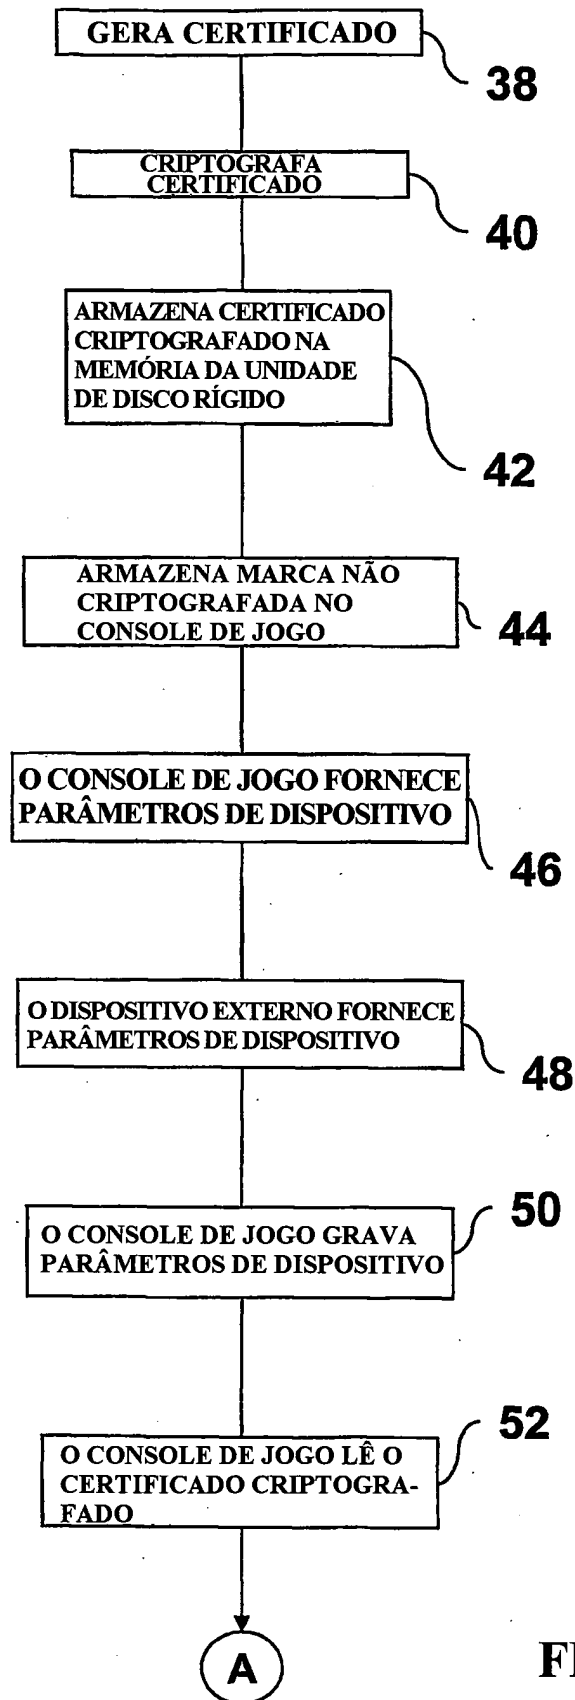 GERA CERTIFICADO
38
CRIPTOGRAFA
CERTIFICADO
40
ARMAZENA CERTIFICADO
CRIPTOGRAFADO NA
MEMÓRIA DA UNIDADE
DE DISCO RÍGIDO
42
ARMAZENA MARCA NÃO
CRIPTOGRAFADA NO
CONSOLE DE JOGO
44
O CONSOLE DE JOGO FORNECE
PARÂMETROS DE DISPOSITIVO
46
O DISPOSITIVO EXTERNO FORNECE
PARÂMETROS DE DISPOSITIVO
48
50
O CONSOLE DE JOGO GRAVA
PARÂMETROS DE DISPOSITIVO
52
O CONSOLE DE JOGO LÊ O
CERTIFICADO CRIPTOGRA-
FADO
A